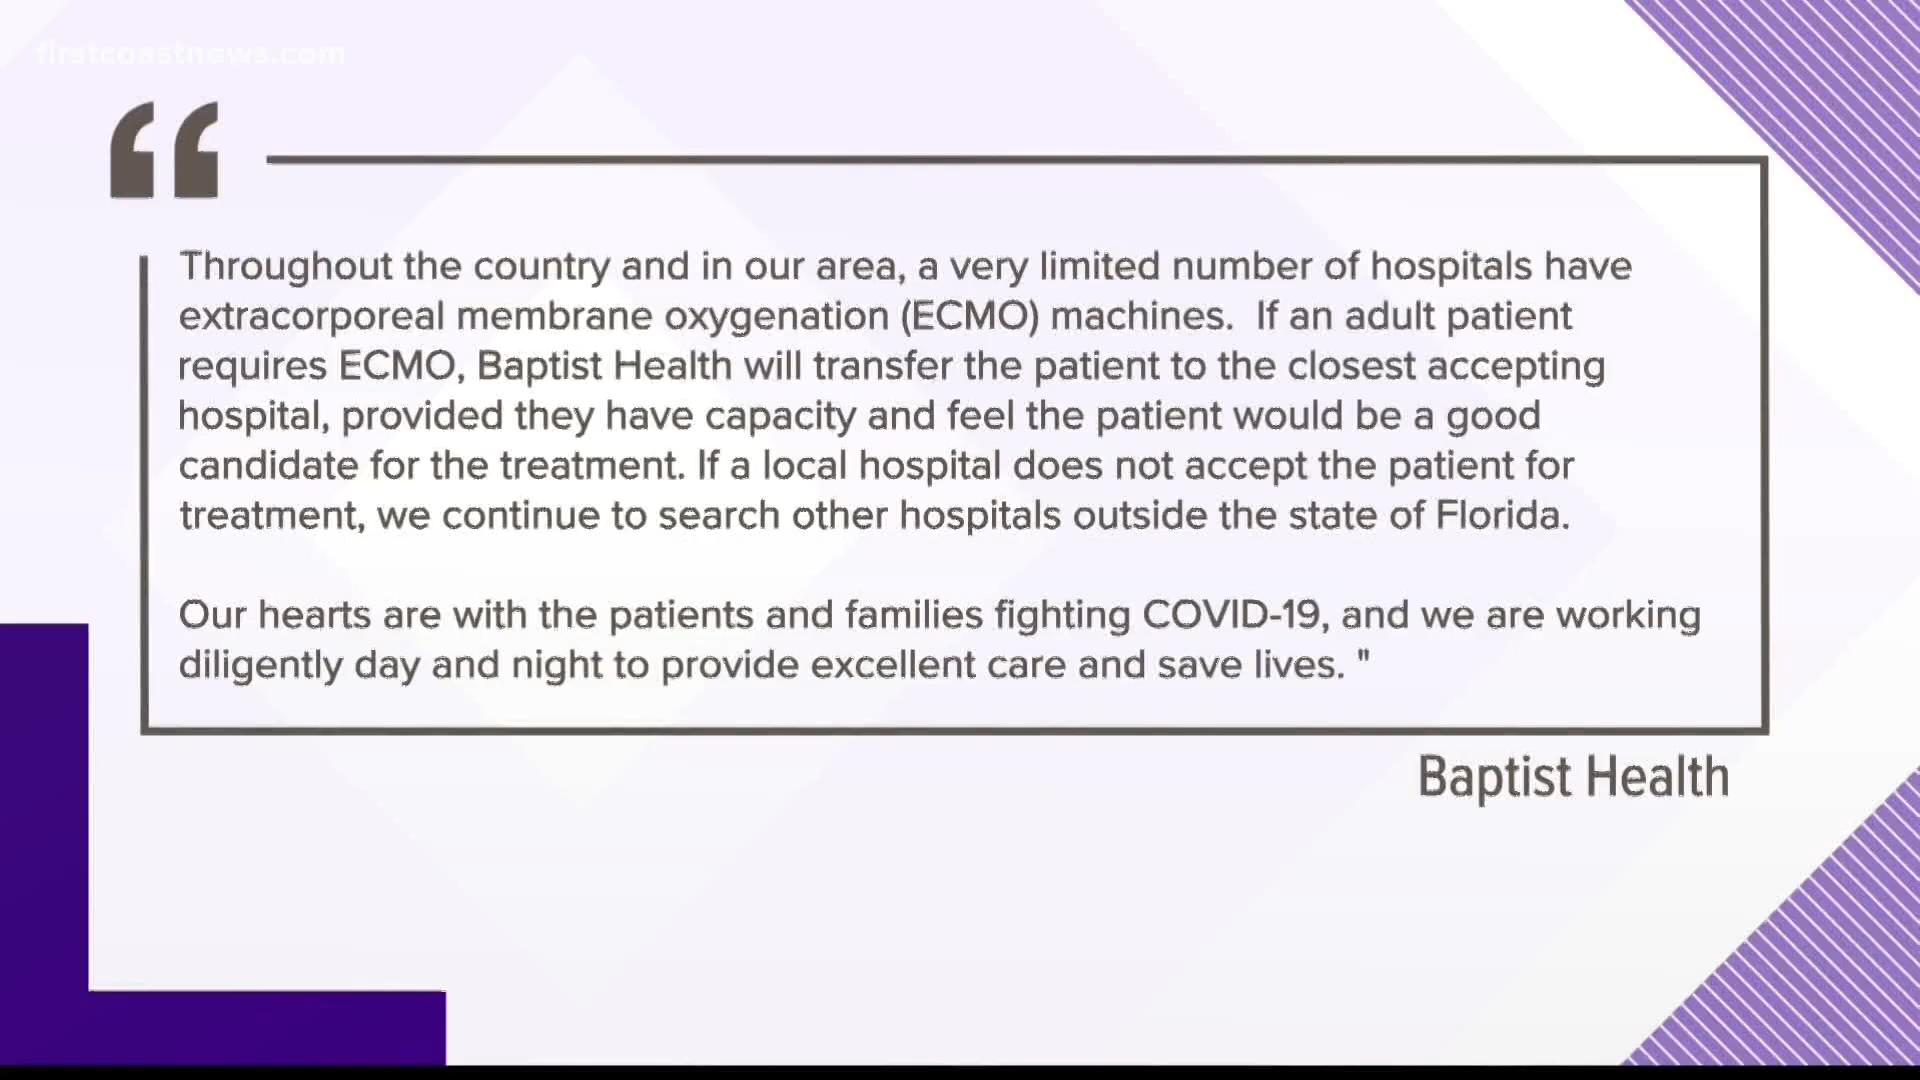 firstcoastnews.com
“
Throughout the country and in our area, a very limited number of hospitals have
extracorporeal membrane oxygenation (ECMO) machines.  If an adult patient
requires ECMO, Baptist Health will transfer the patient to the closest accepting
hospital, provided they have capacity and feel the patient would be a good
candidate for the treatment. If a local hospital does not accept the patient for
treatment, we continue to search other hospitals outside the state of Florida.
Our hearts are with the patients and families fighting COVID-19, and we are working
diligently day and night to provide excellent care and save lives. "
Baptist Health